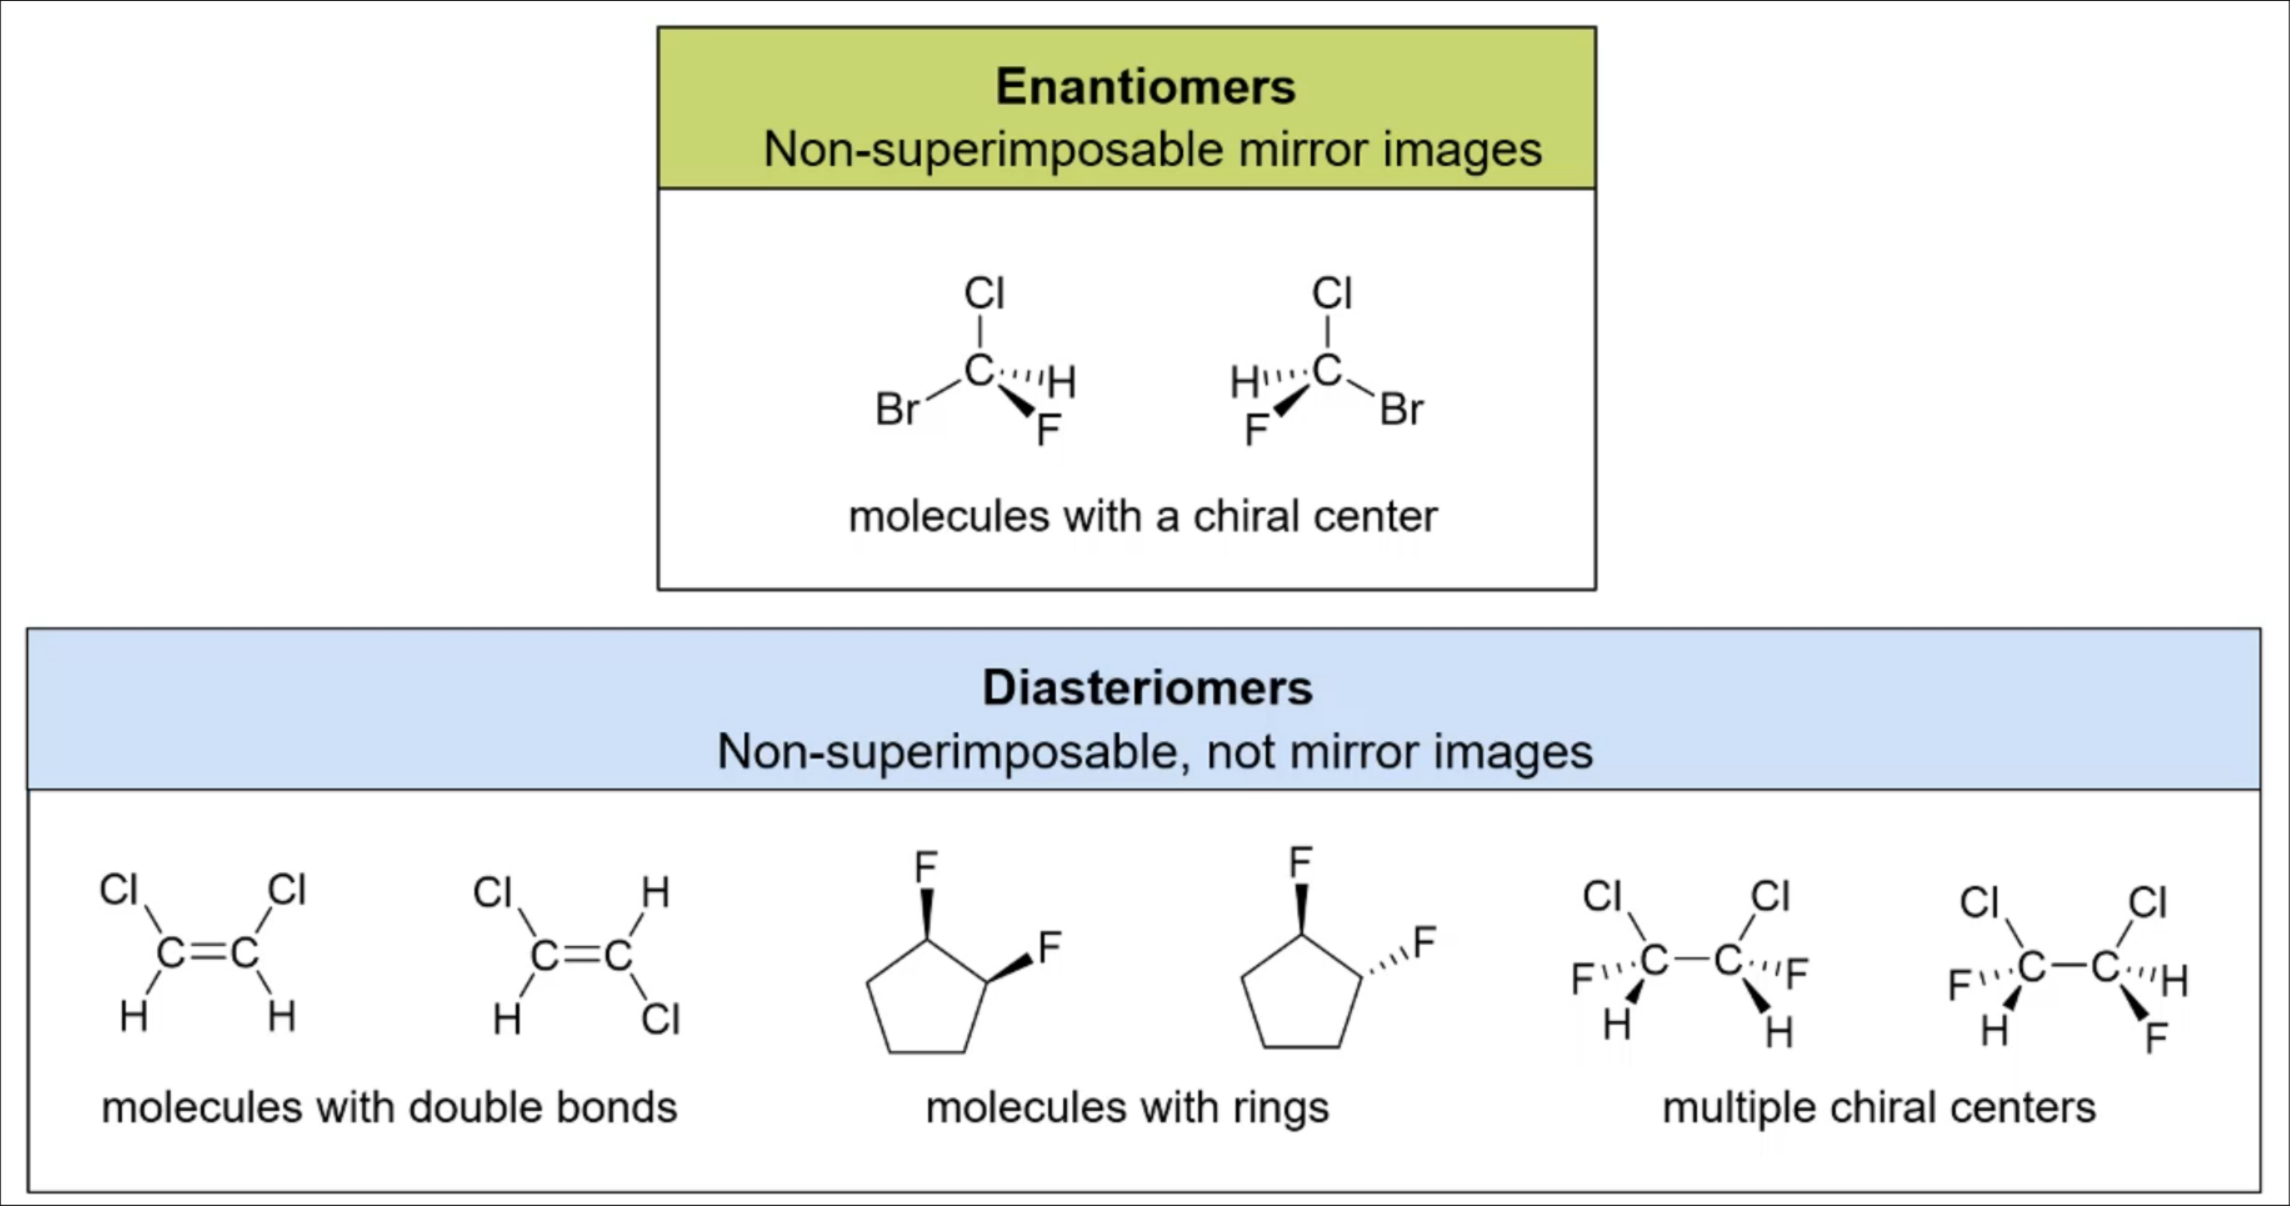 Enantiomers
Non-superimposable mirror images
Cl Cl
C H H C
Br F F Br
molecules with a chiral center
Diasteriomers
Non-superimposable, not mirror images
Cl Cl Cl H F F Cl Cl Cl Cl
C=C C=C F F F C C F F C C H
H H H Cl H H H F
molecules with double bonds molecules with rings multiple chiral centers